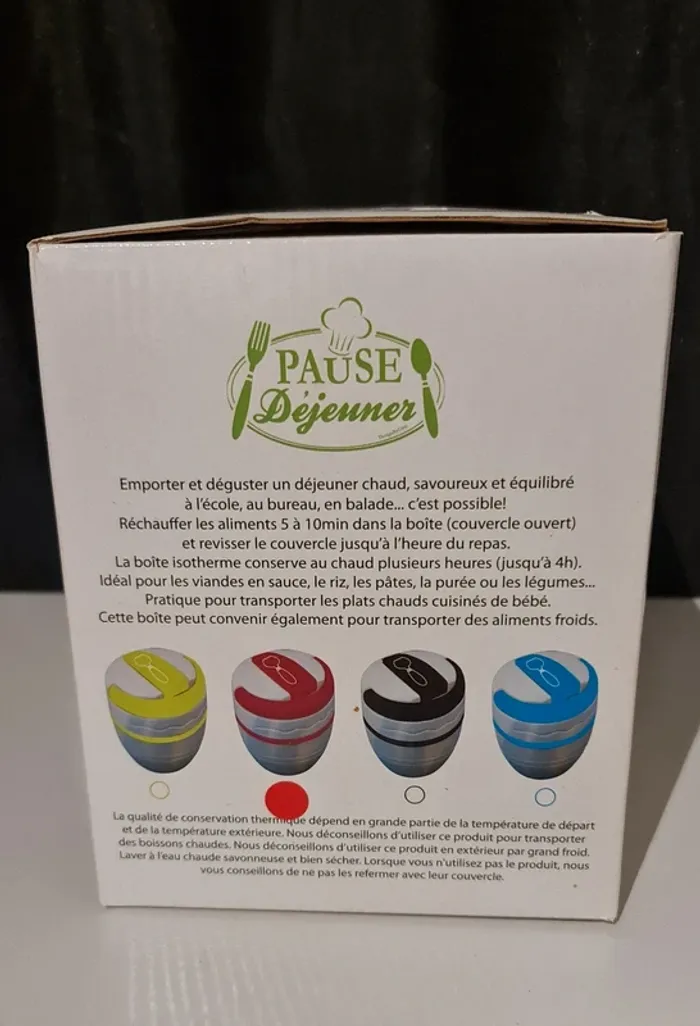 PAUSE
Déjeuner
Emporter et déguster un déjeuner chaud, savoureux et équilibré
à l'école, au bureau, en balade... c'est possible!
Réchauffer les aliments 5 à 10min dans la boîte (couvercle ouvert)
et revisser le couvercle jusqu'à l'heure du repas.
La boîte isotherme conserve au chaud plusieurs heures (jusqu'à 4h).
Idéal pour les viandes en sauce, le riz, les pâtes, la purée ou les légumes...
Pratique pour transporter les plats chauds cuisinés de bébé.
Cette boîte peut convenir également pour transporter des aliments froids.
La qualité de conservation thermique dépend en grande partie de la température de départ
et de la température extérieure. Nous déconseillons d'utiliser ce produit pour transporter
des boissons chaudes. Nous déconseillons d'utiliser ce produit en extérieur par grand froid.
Laver à l'eau chaude savonneuse et bien sécher. Lorsque vous n'utilisez pas le produit, nous
vous conseillons de ne pas les refermer avec leur couvercle.